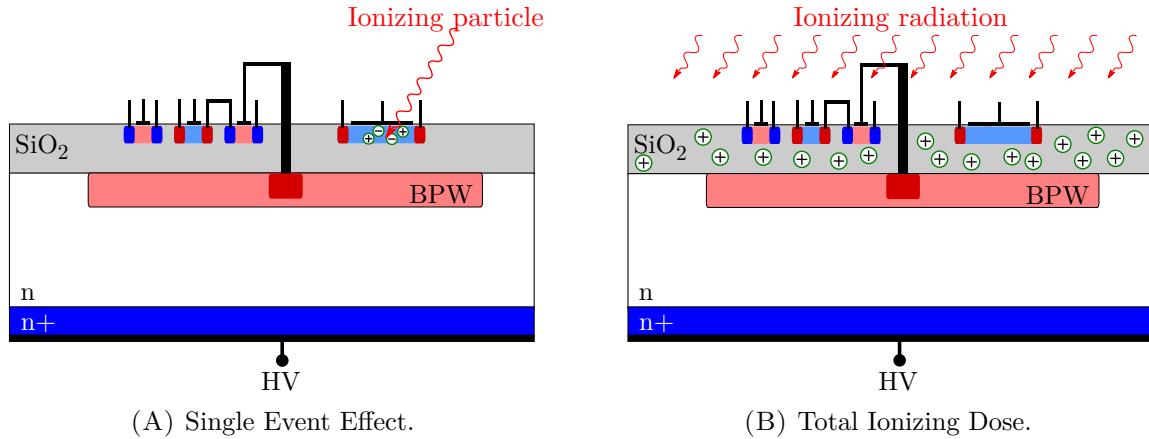 Ionizing particle
SiO₂
BPW
n
n+
HV
(A) Single Event Effect.
Ionizing radiation
SiO₂
BPW
n
n+
HV
(B) Total Ionizing Dose.